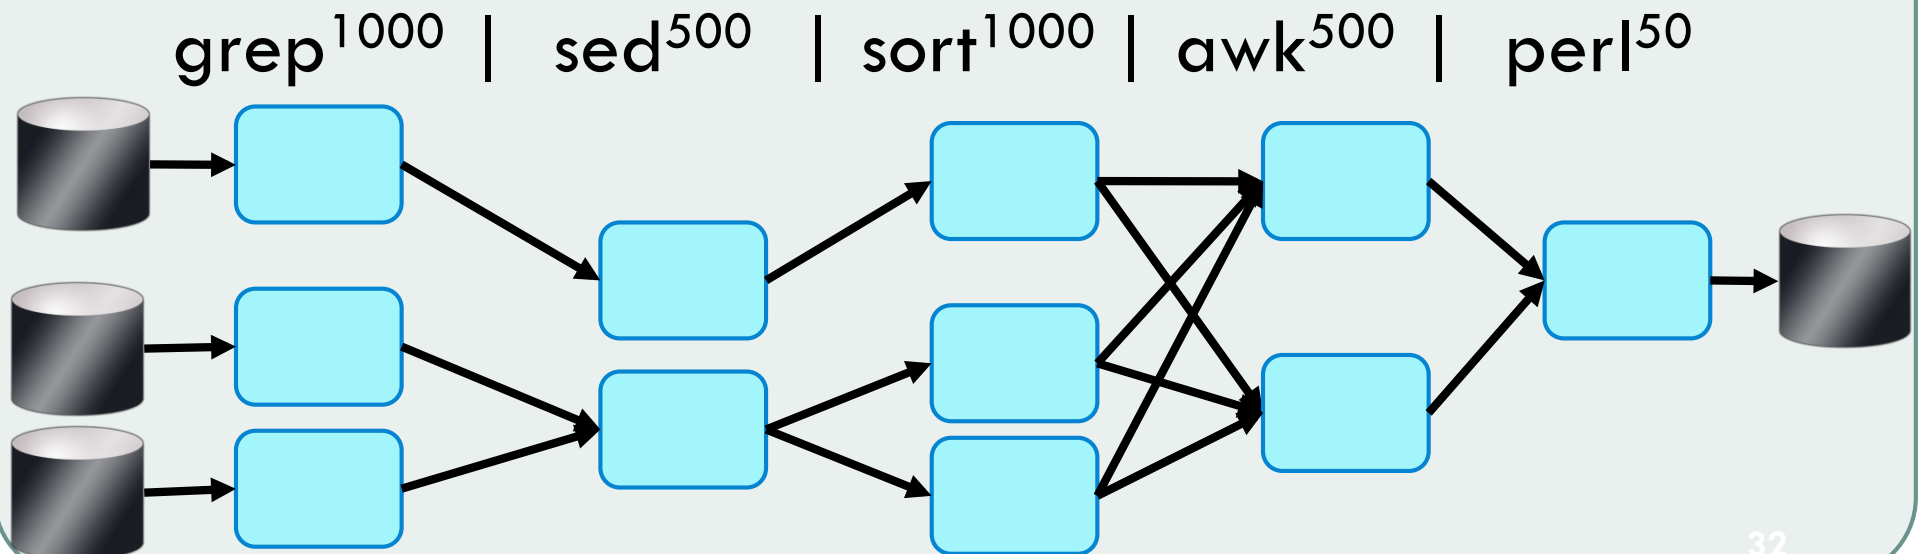 grep¹⁰⁰⁰ | sed⁵⁰⁰ | sort¹⁰⁰⁰ | awk⁵⁰⁰ | perl⁵⁰
32